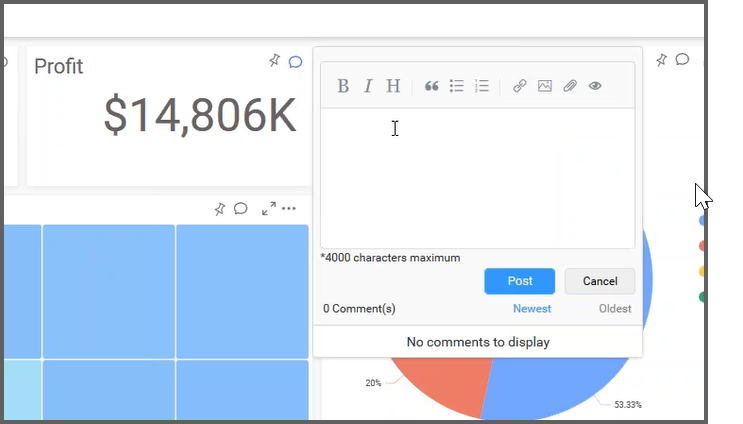 Profit
$14,806K
B I H
*4000 characters maximum
Post Cancel
0 Comment(s) Newest Oldest
No comments to display
20%
53.33%